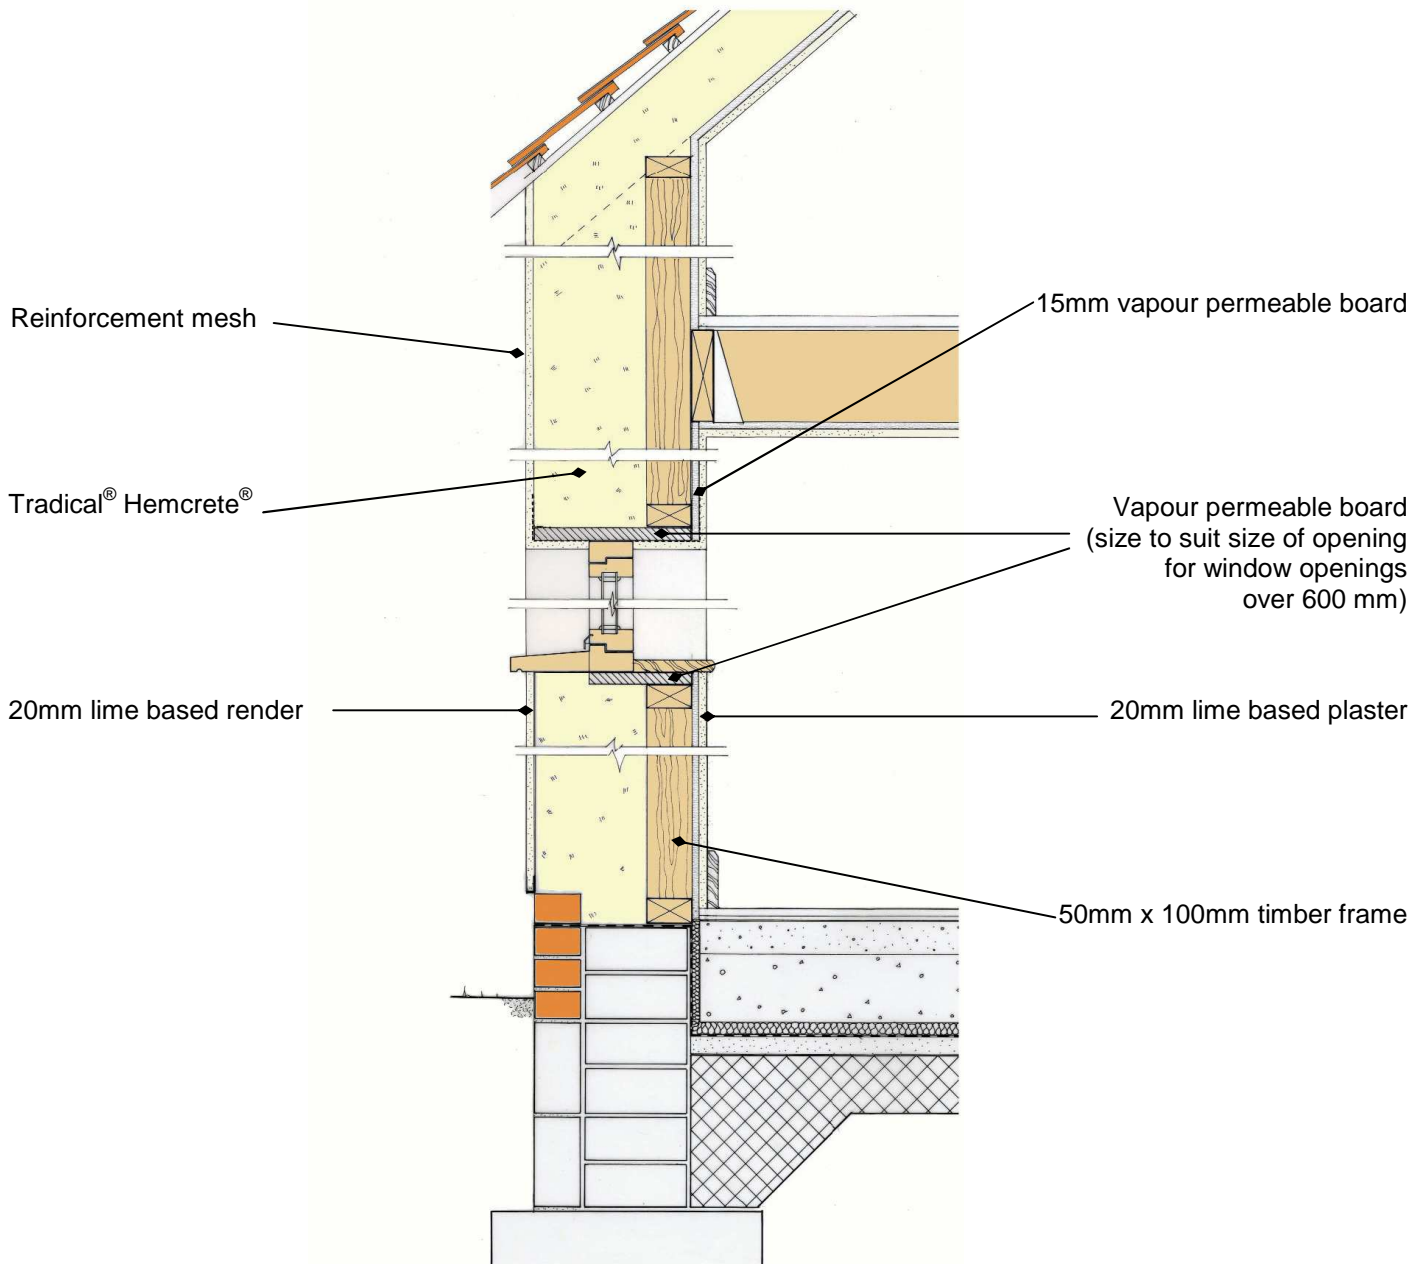 Reinforcement mesh
15mm vapour permeable board
Tradical® Hemcrete®
Vapour permeable board
(size to suit size of opening
for window openings
over 600 mm)
20mm lime based render
20mm lime based plaster
50mm x 100mm timber frame